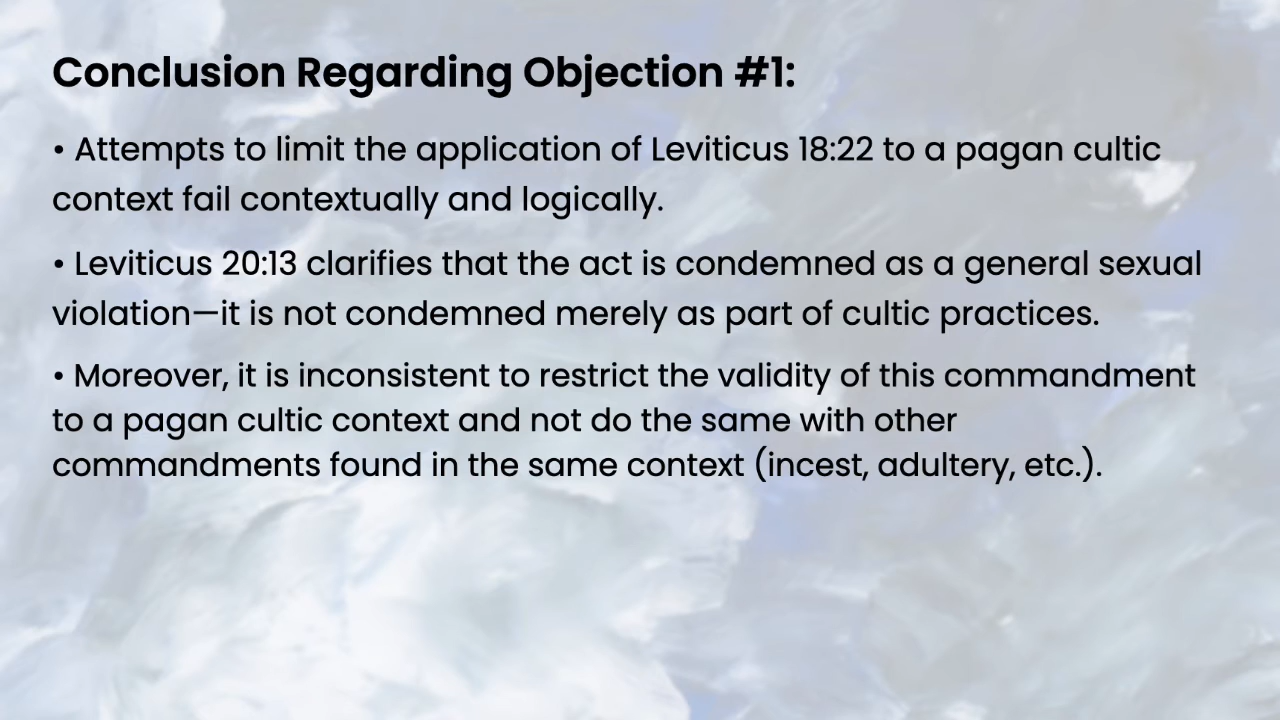 Conclusion Regarding Objection #1:
• Attempts to limit the application of Leviticus 18:22 to a pagan cultic
context fail contextually and logically.
• Leviticus 20:13 clarifies that the act is condemned as a general sexual
violation—it is not condemned merely as part of cultic practices.
• Moreover, it is inconsistent to restrict the validity of this commandment
to a pagan cultic context and not do the same with other
commandments found in the same context (incest, adultery, etc.).